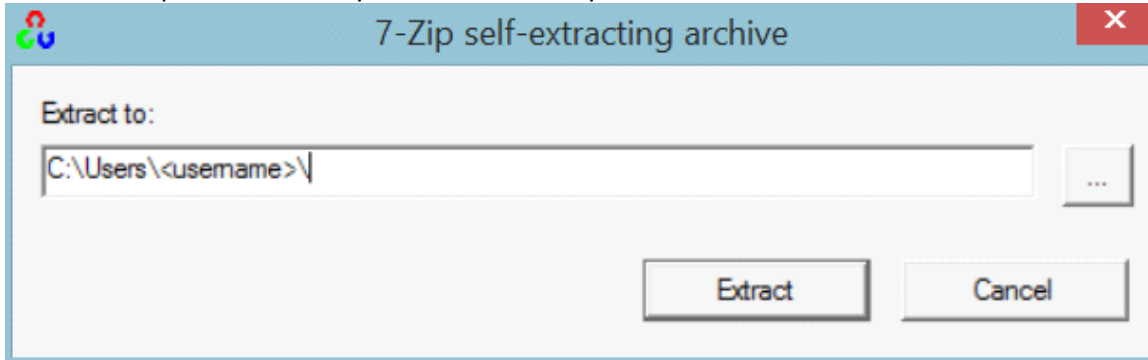 7-Zip self-extracting archive
Extract to:
C:\Users\<username>\
...
Extract Cancel